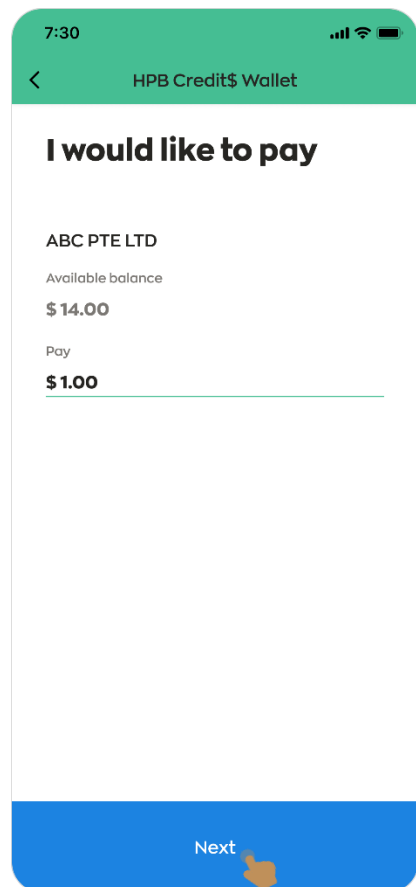 7:30
HPB Credit$ Wallet
I would like to pay
ABC PTE LTD
Available balance
$ 14.00
Pay
$ 1.00
Next